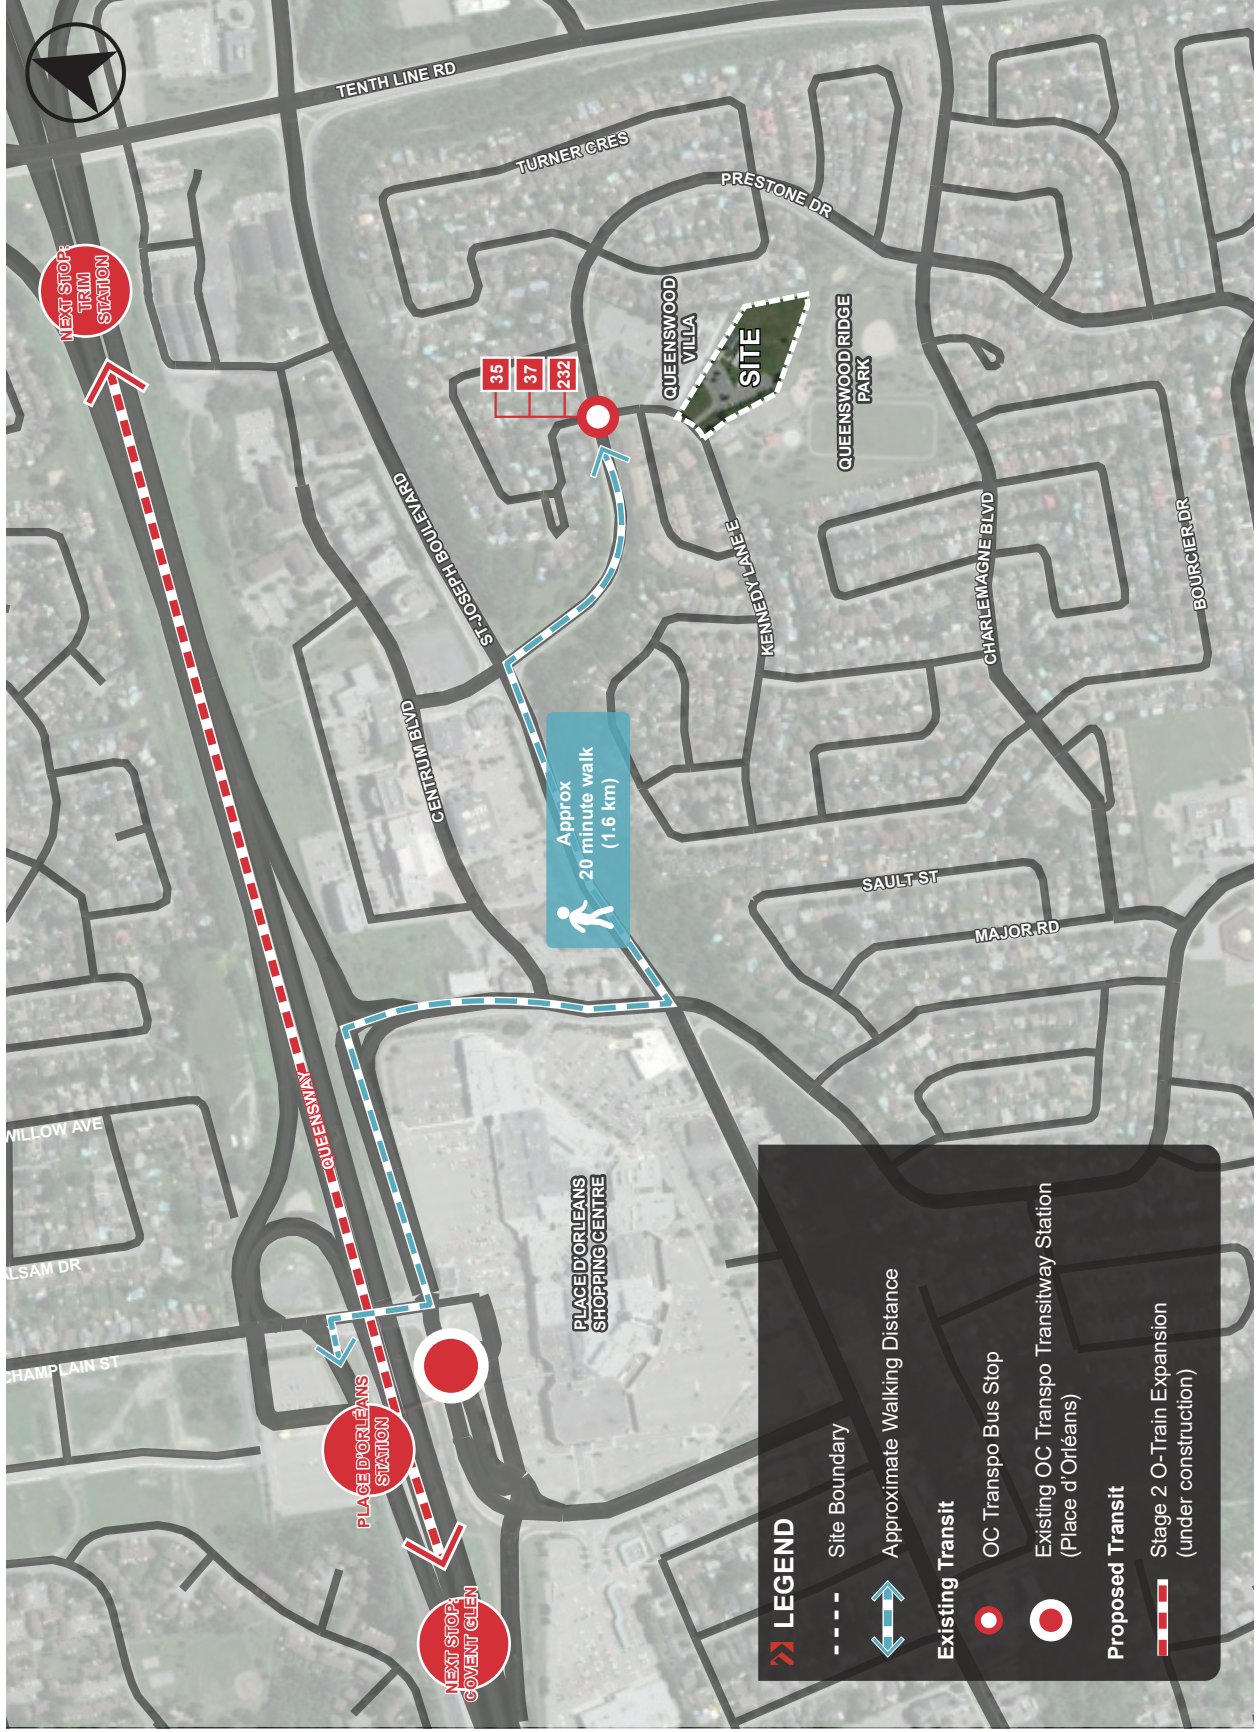 TENTH LINE RD
TURNER CRES
PRESTONE DR
NEXT STOP:
TRIM
STATION
35
37
232
QUEENSWOOD
VILLA
SITE
QUEENSWOOD RIDGE
PARK
ST-JOSEPH BOULEVARD
KENNEDY LANE E
CHARLEMAGNE BLVD
BOURCIER DR
CENTRUM BLVD
Approx
20 minute walk
(1.6 km)
SAULT ST
MAJOR RD
QUEENSWAY
WILLOW AVE
ALSAM DR
CHAMPLAIN ST
PLACE D'ORLEANS
SHOPPING CENTRE
PLACE D'ORLÉANS
STATION
NEXT STOP:
COVENT GLEN
LEGEND
Site Boundary
Approximate Walking Distance
Existing Transit
OC Transpo Bus Stop
Existing OC Transpo Transitway Station
(Place d'Orléans)
Proposed Transit
Stage 2 O-Train Expansion
(under construction)